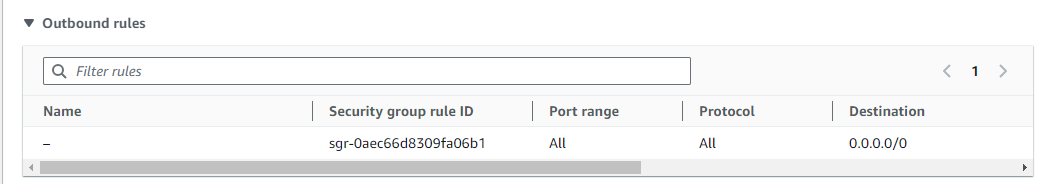 Outbound rules
Filter rules
1
Name Security group rule ID Port range Protocol Destination
– sgr-0aec66d8309fa06b1 All All 0.0.0.0/0